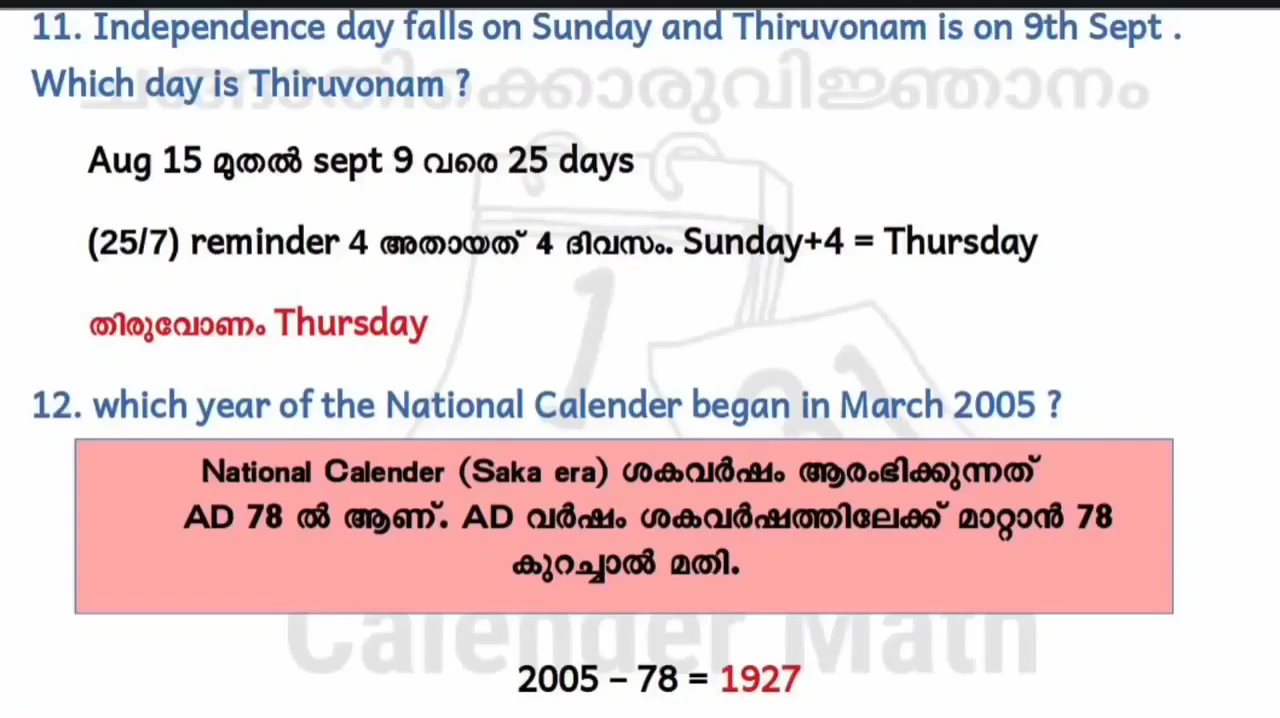 11. Independence day falls on Sunday and Thiruvonam is on 9th Sept .
Which day is Thiruvonam ?
Aug 15 മുതൽ sept 9 വരെ 25 days
(25/7) reminder 4 അതായത് 4 ദിവസം. Sunday+4 = Thursday
തിരുവോണം Thursday
12. which year of the National Calender began in March 2005 ?
National Calender (Saka era) ശകവർഷം ആരംഭിക്കുന്നത്
AD 78 ൽ ആണ്. AD വർഷം ശകവർഷത്തിലേക്ക് മാറ്റാൻ 78
കുറച്ചാൽ മതി.
Calender Math
2005 – 78 = 1927